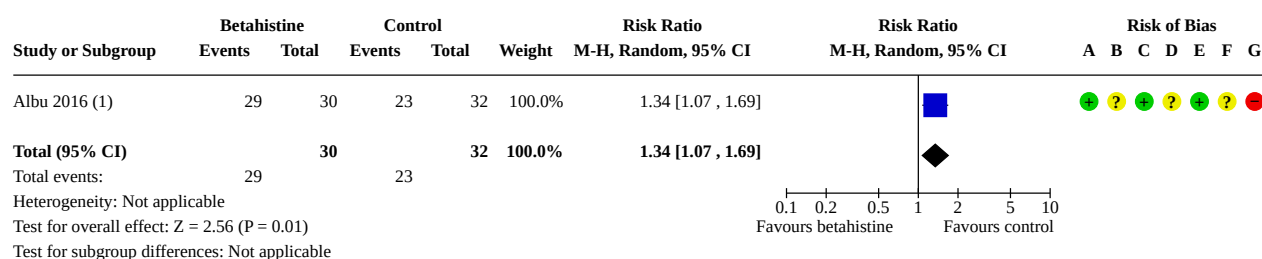 Betahistine Control Risk Ratio Risk Ratio Risk of Bias
Study or Subgroup Events Total Events Total Weight M-H, Random, 95% CI M-H, Random, 95% CI A B C D E F G
Albu 2016 (1) 29 30 23 32 100.0% 1.34 [1.07 , 1.69] + ? + ? + ? −
Total (95% CI) 30 32 100.0% 1.34 [1.07 , 1.69]
Total events: 29 23
Heterogeneity: Not applicable
0.1 0.2 0.5 1 2 5 10
Test for overall effect: Z = 2.56 (P = 0.01) Favours betahistine Favours control
Test for subgroup differences: Not applicable